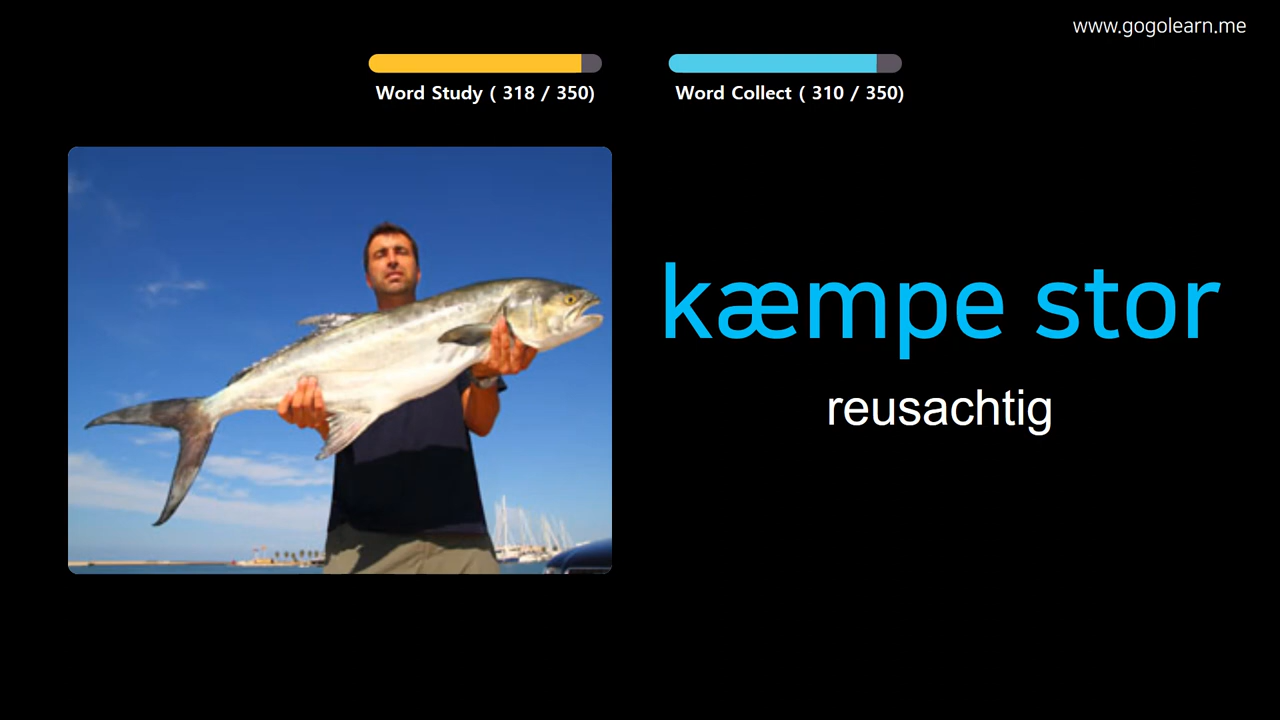 www.gogolearn.me
Word Study ( 318 / 350)
Word Collect ( 310 / 350)
kæmpe stor
reusachtig